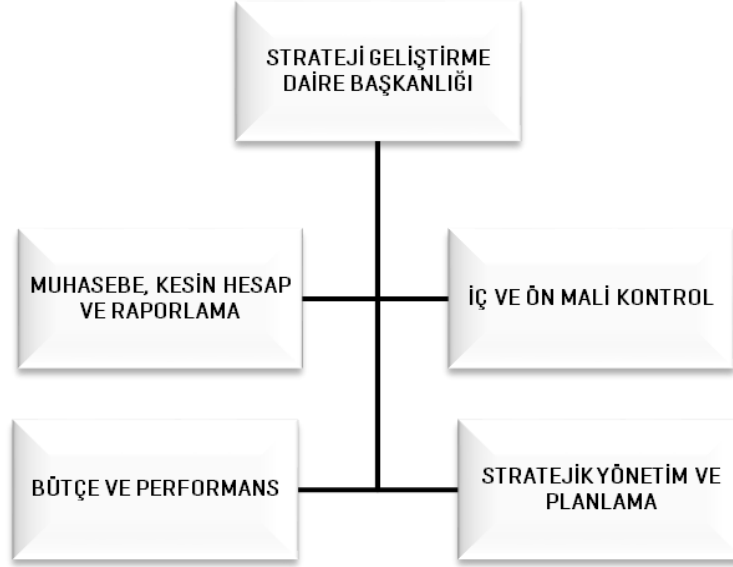 STRATEJİ GELİŞTİRME
DAİRE BAŞKANLIĞI
MUHASEBE, KESİN HESAP
VE RAPORLAMA
İÇ VE ÖN MALİ KONTROL
BÜTÇE VE PERFORMANS
STRATEJİK YÖNETİM VE
PLANLAMA